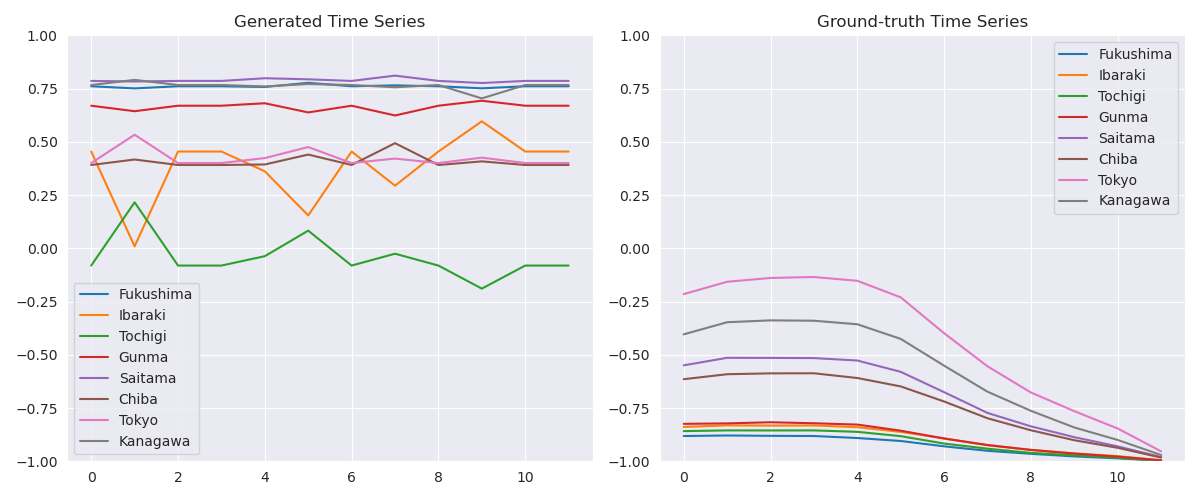 Generated Time Series
1.00
0.75
0.50
0.25
0.00
−0.25
−0.50
−0.75
−1.00
0 2 4 6 8 10
Fukushima
Ibaraki
Tochigi
Gunma
Saitama
Chiba
Tokyo
Kanagawa
Ground-truth Time Series
1.00
0.75
0.50
0.25
0.00
−0.25
−0.50
−0.75
−1.00
0 2 4 6 8 10
Fukushima
Ibaraki
Tochigi
Gunma
Saitama
Chiba
Tokyo
Kanagawa